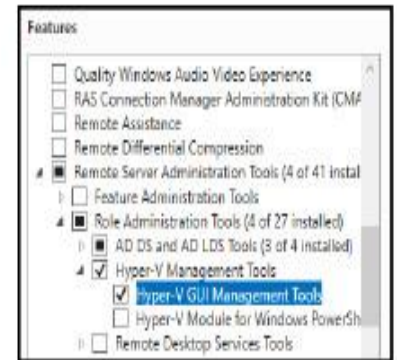 Features
Quality Windows Audio Video Experience
RAS Connection Manager Administration Kit (CMA
Remote Assistance
Remote Differential Compression
Remote Server Administration Tools (4 of 41 instal
Feature Administration Tools
Role Administration Tools (4 of 27 installed)
AD DS and AD LDS Tools (3 of 4 installed)
Hyper-V Management Tools
Hyper-V GUI Management Tools
Hyper-V Module for Windows PowerSh
Remote Desktop Services Tools